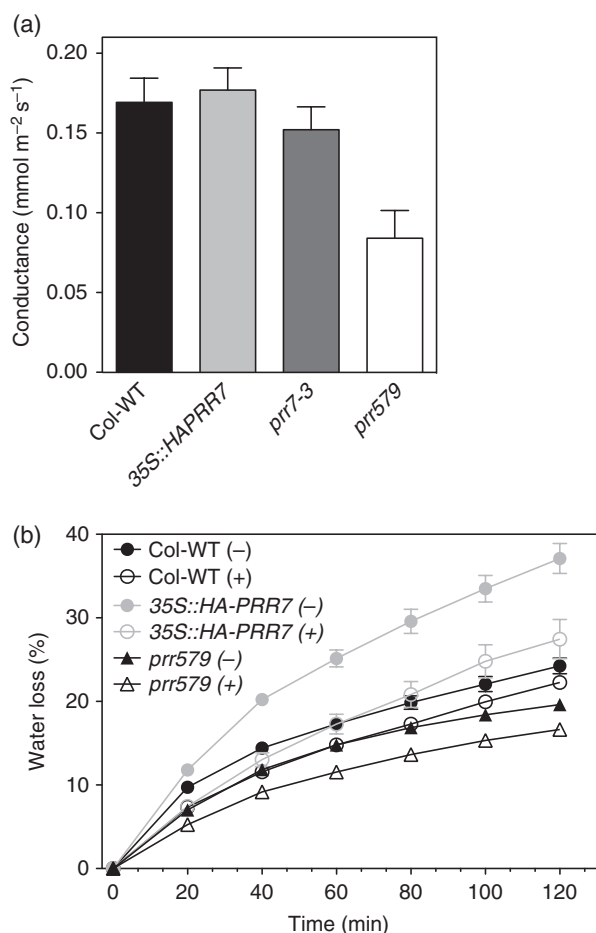 (a)
Conductance (mmol m⁻² s⁻¹)
0.20
0.15
0.10
0.05
0.00
Col-WT
35S::HAPRR7
prr7-3
prr579
(b)
Water loss (%)
40
30
20
10
0
Col-WT (–)
Col-WT (+)
35S::HA-PRR7 (–)
35S::HA-PRR7 (+)
prr579 (–)
prr579 (+)
0 20 40 60 80 100 120
Time (min)